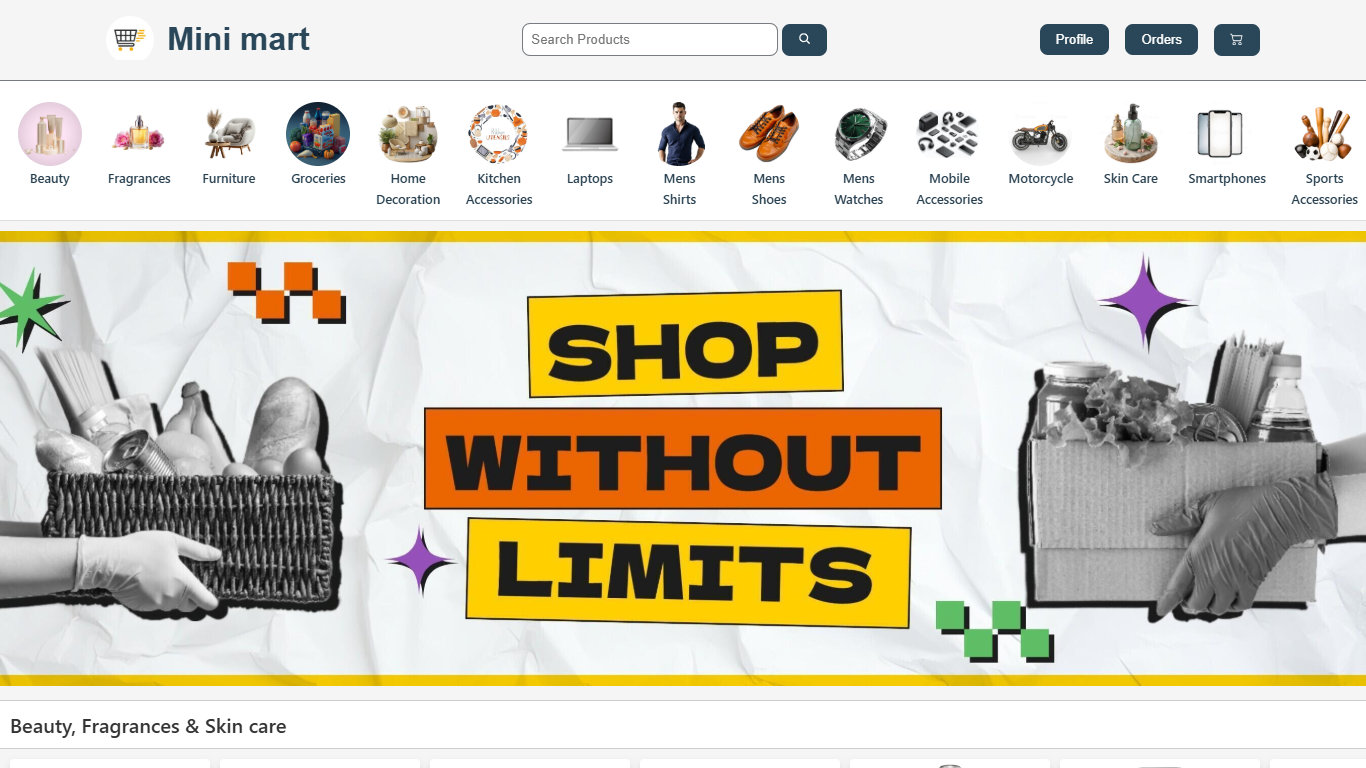 Mini mart
Search Products
Profile
Orders
Beauty
Fragrances
Furniture
Groceries
Home
Decoration
Kitchen
Accessories
Laptops
Mens
Shirts
Mens
Shoes
Mens
Watches
Mobile
Accessories
Motorcycle
Skin Care
Smartphones
Sports
Accessories
SHOP
WITHOUT
LIMITS
Beauty, Fragrances & Skin care